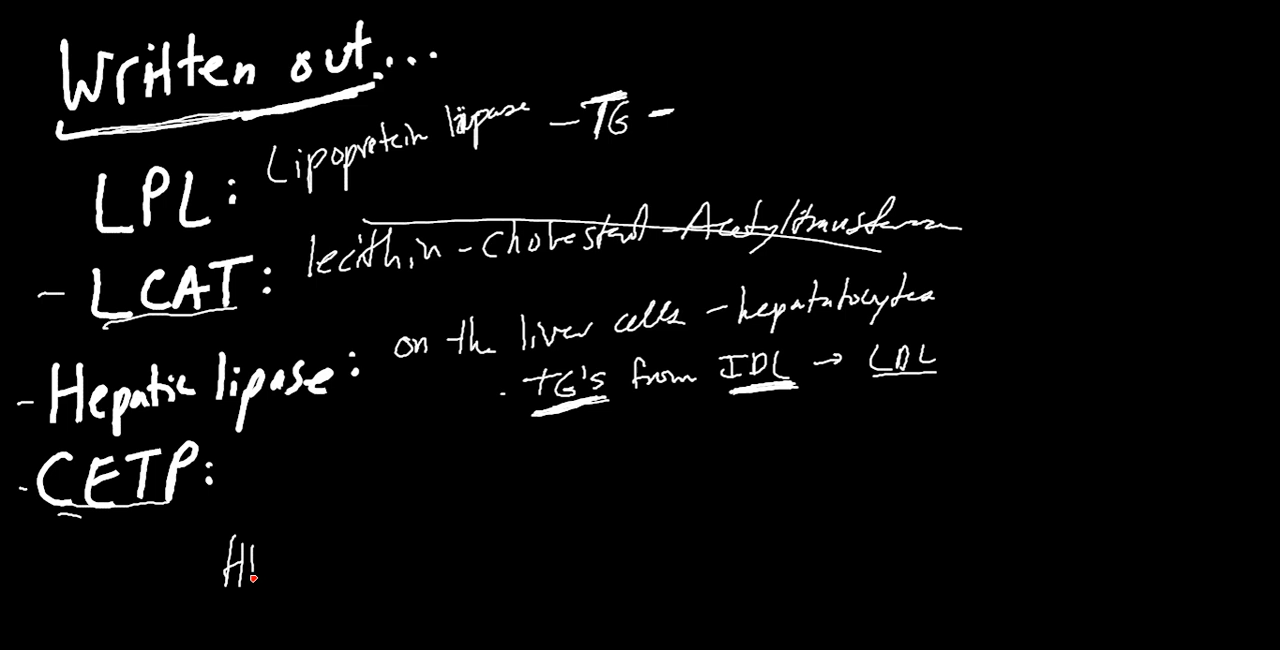 Written out...
LPL: Lipoprotein lipase – TG –
- LCAT: lecithin - Cholesterol - Acetyltransferase
- Hepatic lipase: on the liver cells - hepatatocytes
. TG's from IDL → LDL
- CETP: